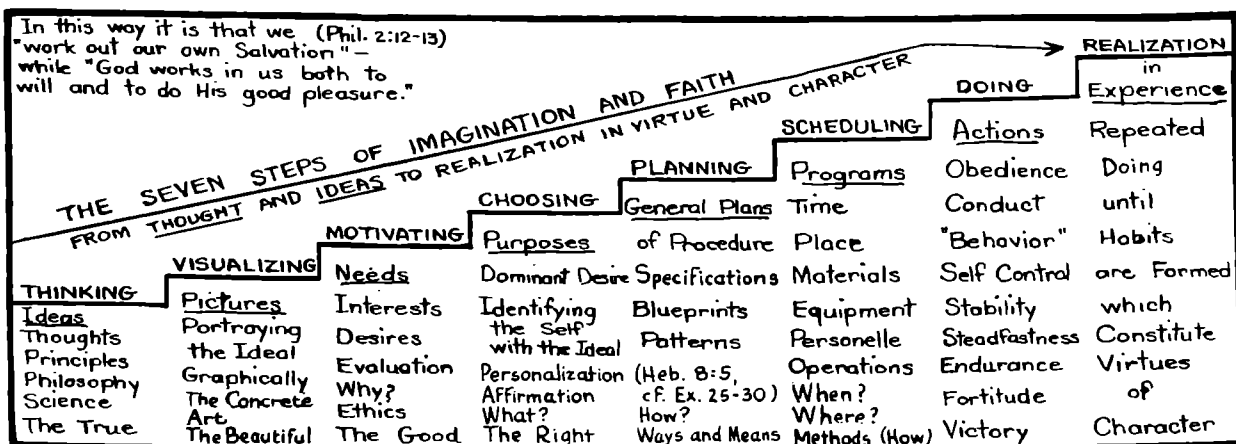 In this way it is that we (Phil. 2:12-13)
"work out our own Salvation"—
while "God works in us both to
will and to do His good pleasure."
THE SEVEN STEPS OF IMAGINATION AND FAITH
FROM THOUGHT AND IDEAS TO REALIZATION IN VIRTUE AND CHARACTER
THINKING
Ideas
Thoughts
Principles
Philosophy
Science
The True
VISUALIZING
Pictures
Portraying
the Ideal
Graphically
The Concrete
Art
The Beautiful
MOTIVATING
Needs
Interests
Desires
Evaluation
Why?
Ethics
The Good
CHOOSING
Purposes
Dominant Desire
Identifying
the Self
with the Ideal
Personalization
Affirmation
What?
The Right
PLANNING
General Plans
of Procedure
Specifications
Blueprints
Patterns
(Heb. 8:5,
cf. Ex. 25-30)
How?
Ways and Means
SCHEDULING
Programs
Time
Place
Materials
Equipment
Personelle
Operations
When?
Where?
Methods (How)
DOING
Actions
Obedience
Conduct
"Behavior"
Self Control
Stability
Steadfastness
Endurance
Fortitude
Victory
REALIZATION
in
Experience
Repeated
Doing
until
Habits
are Formed
which
Constitute
Virtues
of
Character